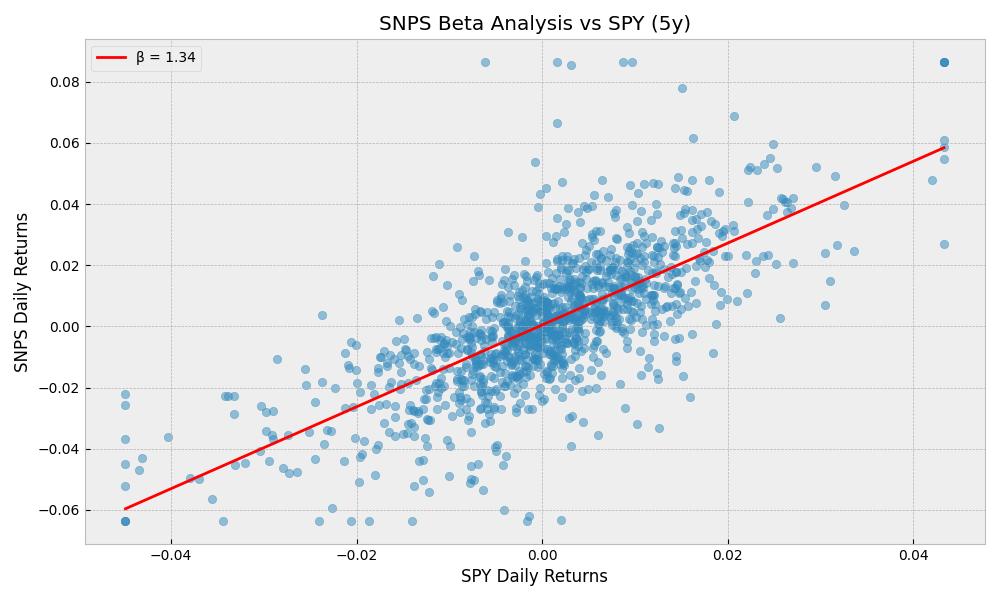 SNPS Beta Analysis vs SPY (5y)
β = 1.34
SNPS Daily Returns
0.08
0.06
0.04
0.02
0.00
−0.02
−0.04
−0.06
−0.04 −0.02 0.00 0.02 0.04
SPY Daily Returns